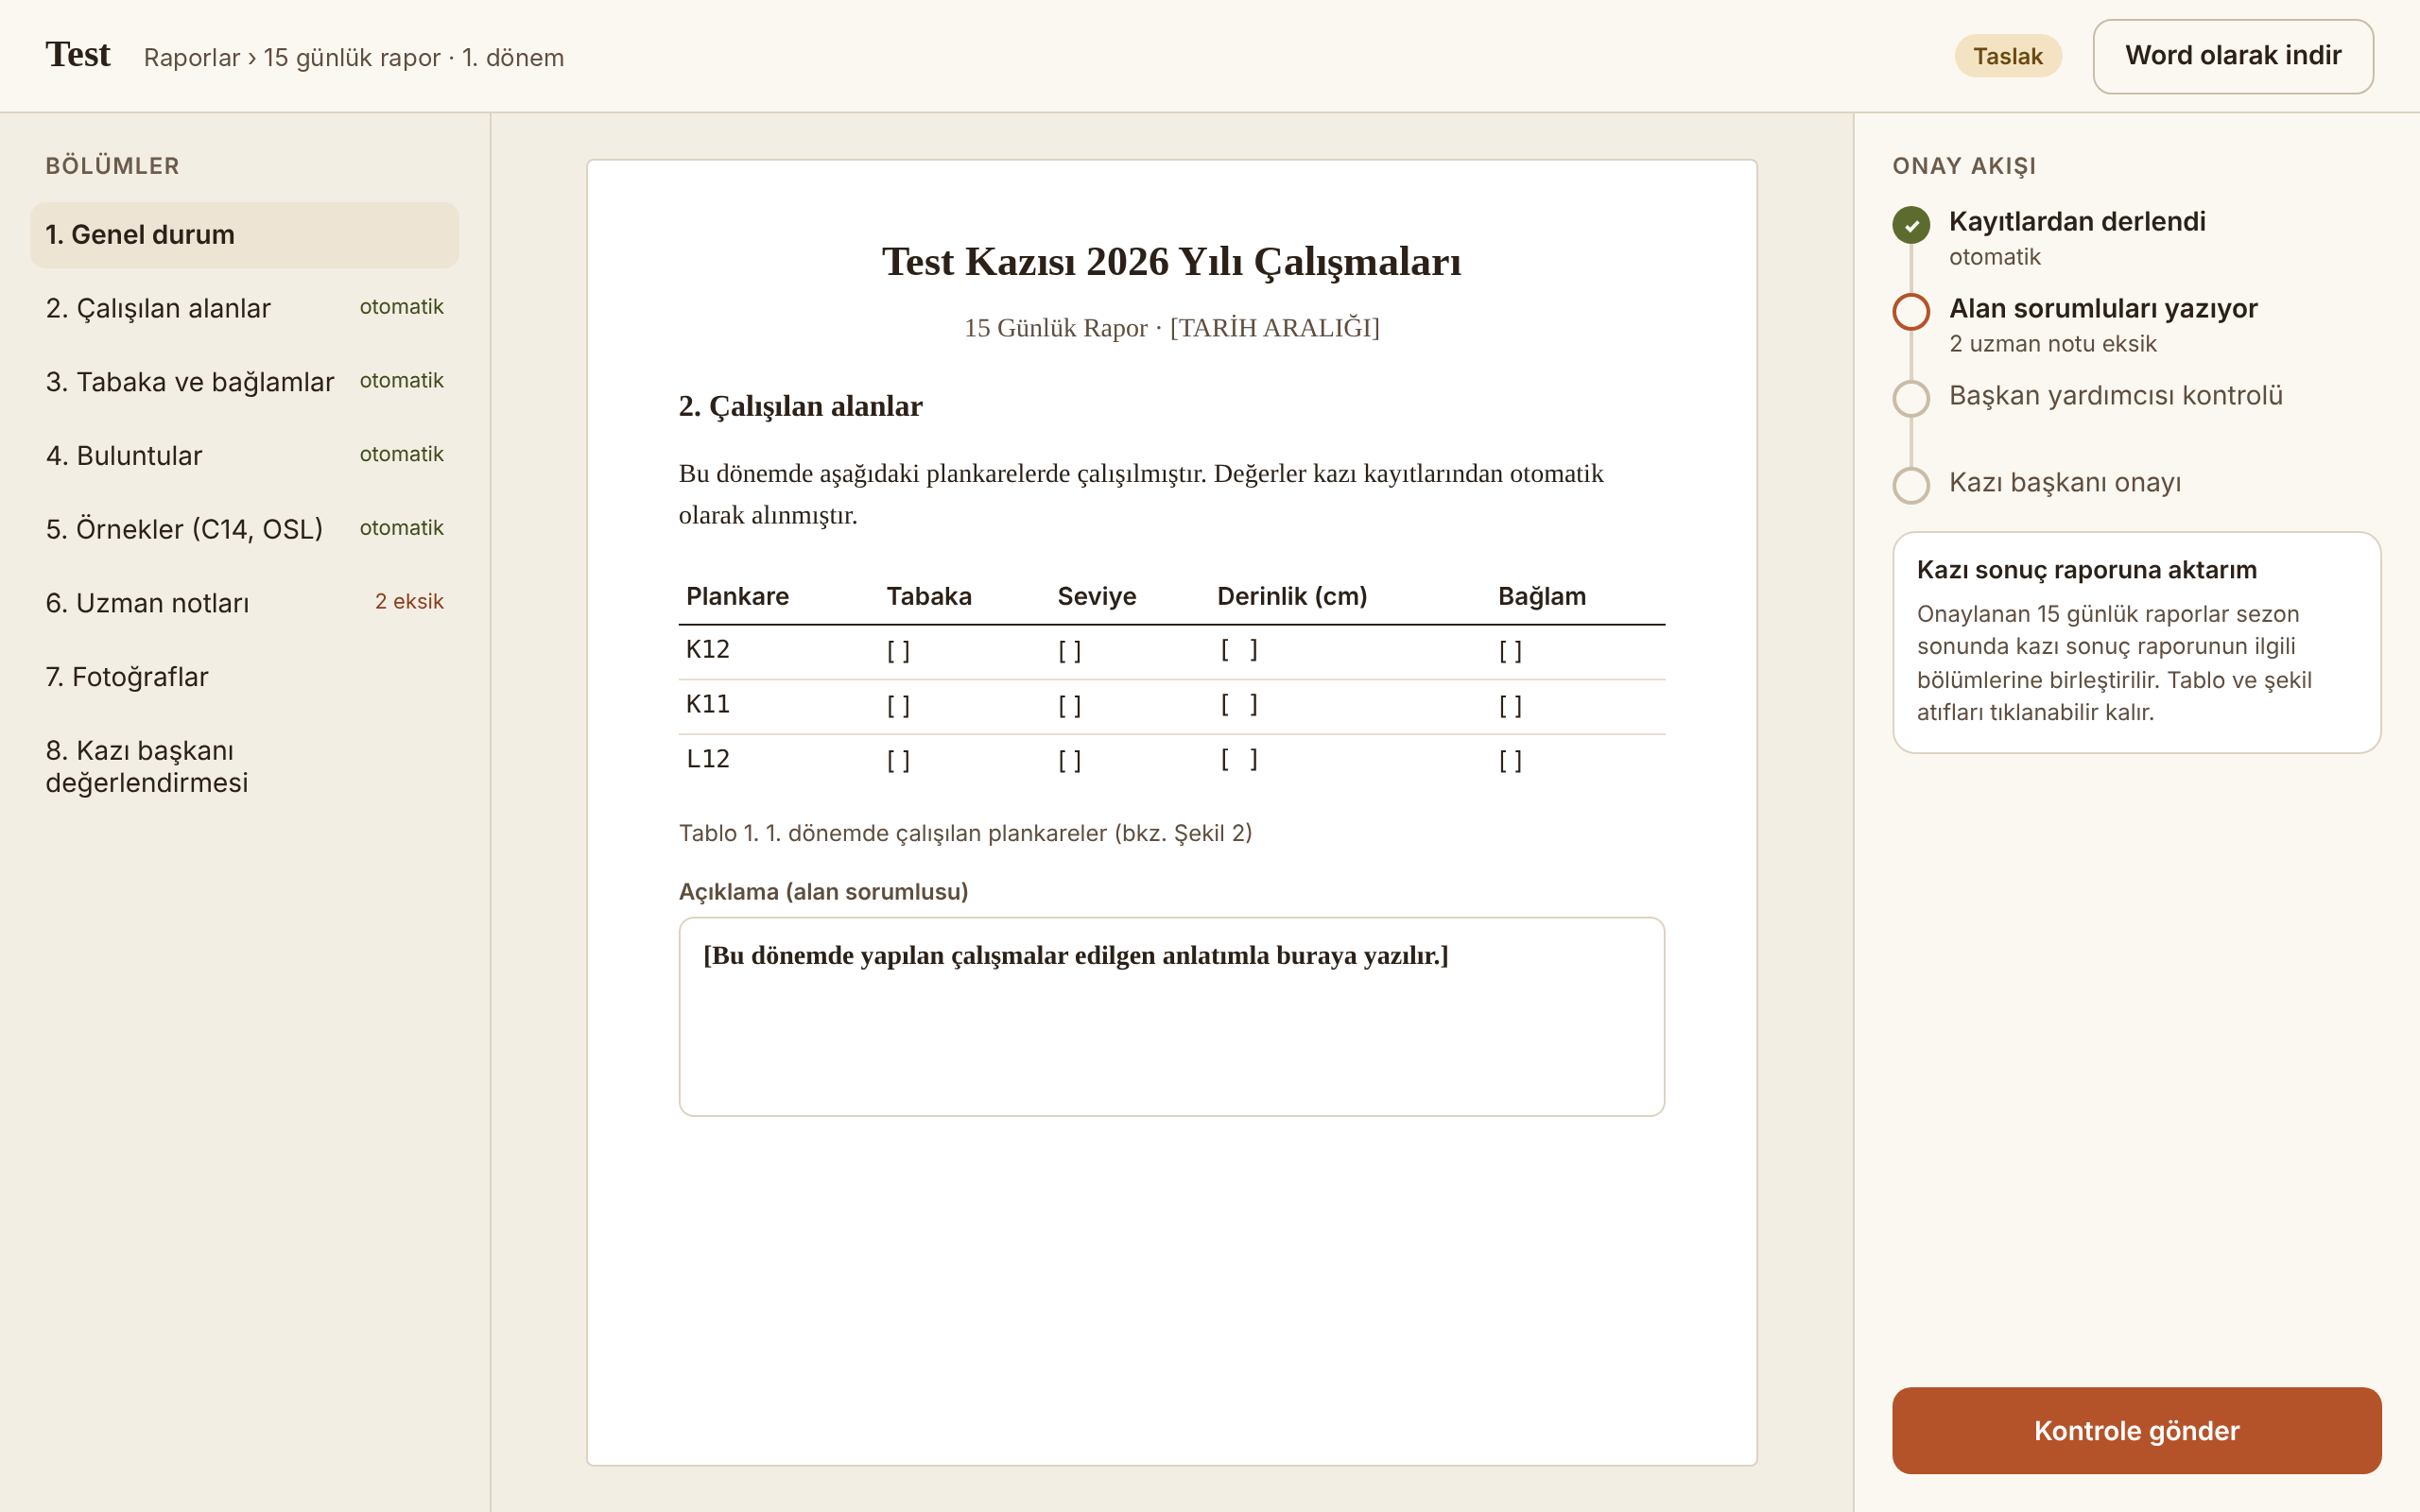 Test
Raporlar › 15 günlük rapor · 1. dönem
Taslak
Word olarak indir
BÖLÜMLER
1. Genel durum
2. Çalışılan alanlar otomatik
3. Tabaka ve bağlamlar otomatik
4. Buluntular otomatik
5. Örnekler (C14, OSL) otomatik
6. Uzman notları 2 eksik
7. Fotoğraflar
8. Kazı başkanı
değerlendirmesi
Test Kazısı 2026 Yılı Çalışmaları
15 Günlük Rapor · [TARİH ARALIĞI]
2. Çalışılan alanlar
Bu dönemde aşağıdaki plankarelerde çalışılmıştır. Değerler kazı kayıtlarından otomatik
olarak alınmıştır.
Plankare Tabaka Seviye Derinlik (cm) Bağlam
K12 [ ] [ ] [ ] [ ]
K11 [ ] [ ] [ ] [ ]
L12 [ ] [ ] [ ] [ ]
Tablo 1. 1. dönemde çalışılan plankareler (bkz. Şekil 2)
Açıklama (alan sorumlusu)
[Bu dönemde yapılan çalışmalar edilgen anlatımla buraya yazılır.]
ONAY AKIŞI
Kayıtlardan derlendi
otomatik
Alan sorumluları yazıyor
2 uzman notu eksik
Başkan yardımcısı kontrolü
Kazı başkanı onayı
Kazı sonuç raporuna aktarım
Onaylanan 15 günlük raporlar sezon
sonunda kazı sonuç raporunun ilgili
bölümlerine birleştirilir. Tablo ve şekil
atıfları tıklanabilir kalır.
Kontrole gönder